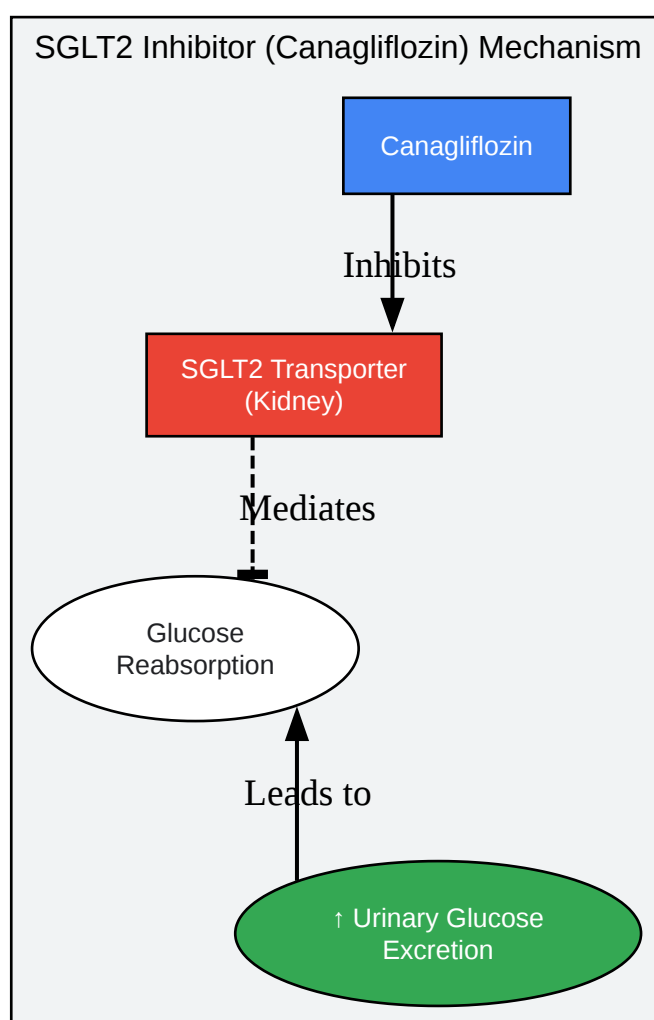 SGLT2 Inhibitor (Canagliflozin) Mechanism
Canagliflozin
Inhibits
SGLT2 Transporter
(Kidney)
Mediates
Glucose
Reabsorption
Leads to
↑ Urinary Glucose
Excretion